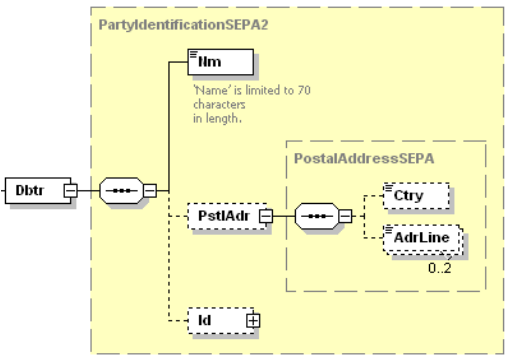 PartyIdentificationSEPA2
Nm
'Name' is limited to 70
characters
in length.
PostalAddressSEPA
Ctry
Dbtr
PstlAdr
AdrLine
0..2
Id